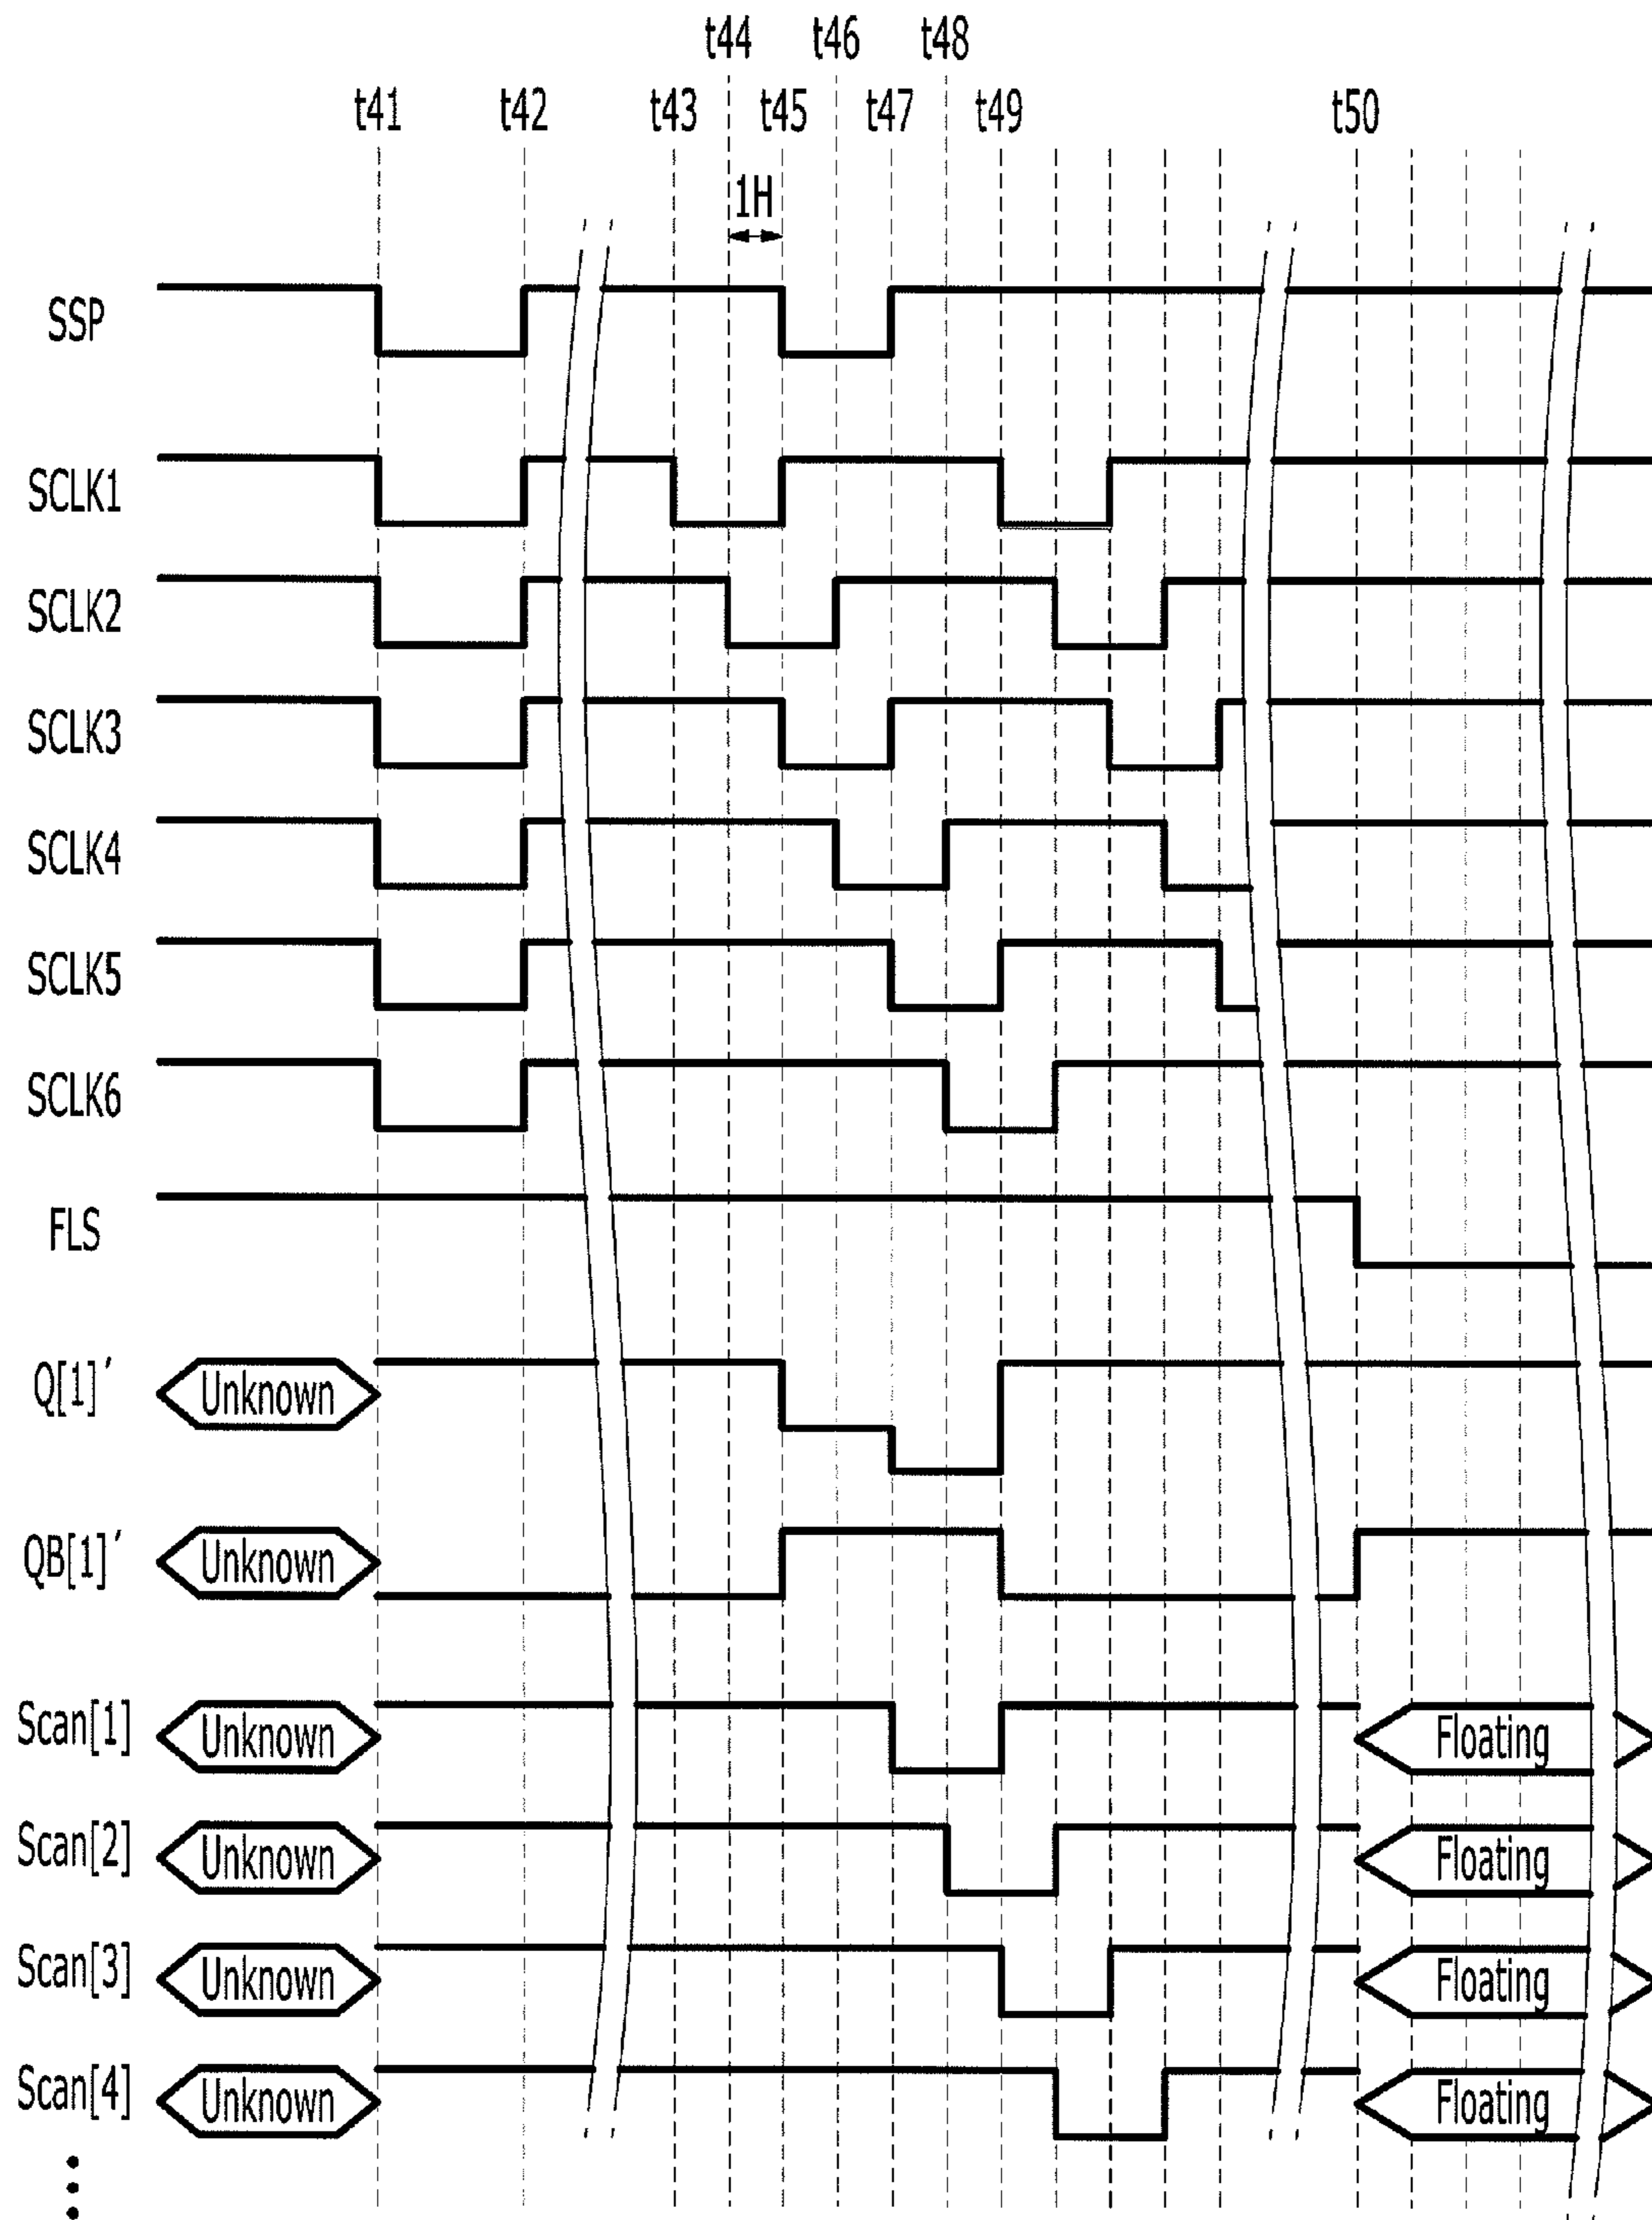 t44 t46 t48
t41 t42 t43 t45 t47 t49 t50
1H
SSP
SCLK1
SCLK2
SCLK3
SCLK4
SCLK5
SCLK6
FLS
Q[1]′ Unknown
QB[1]′ Unknown
Scan[1] Unknown Floating
Scan[2] Unknown Floating
Scan[3] Unknown Floating
Scan[4] Unknown Floating